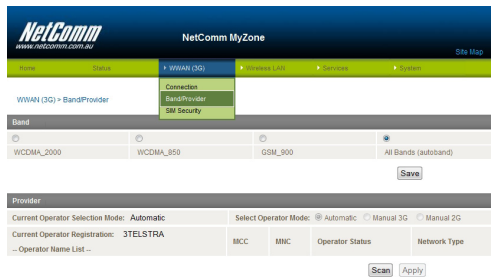 NetComm
www.netcomm.com.au
NetComm MyZone
Site Map
Home Status WWAN (3G) Wireless LAN Services System
Connection
Band/Provider
SIM Security
WWAN (3G) > Band/Provider
Band
WCDMA_2000 WCDMA_850 GSM_900 All Bands (autoband)
Save
Provider
Current Operator Selection Mode: Automatic Select Operator Mode: Automatic Manual 3G Manual 2G
Current Operator Registration: 3TELSTRA
-- Operator Name List -- MCC MNC Operator Status Network Type
Scan Apply